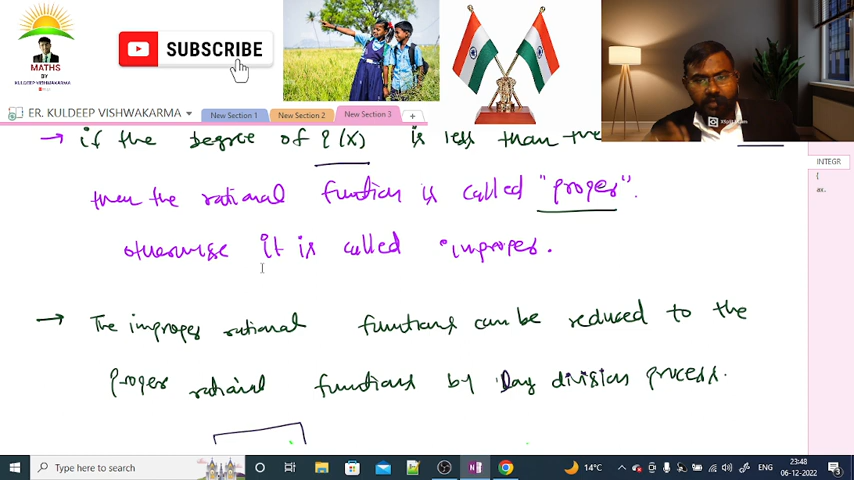 MATHS
BY
KULDEEP VISHWAKARMA
SUBSCRIBE
ER. KULDEEP VISHWAKARMA
New Section 1
New Section 2
New Section 3
+
INTEGR
→ if the degree of P(X) is less than the
then the rational function is called "proper".
otherwise it is called improper.
→ The improper rational functions can be reduced to the
proper rational functions by long division process.
Type here to search
14°C
ENG
23:48
06-12-2022
3